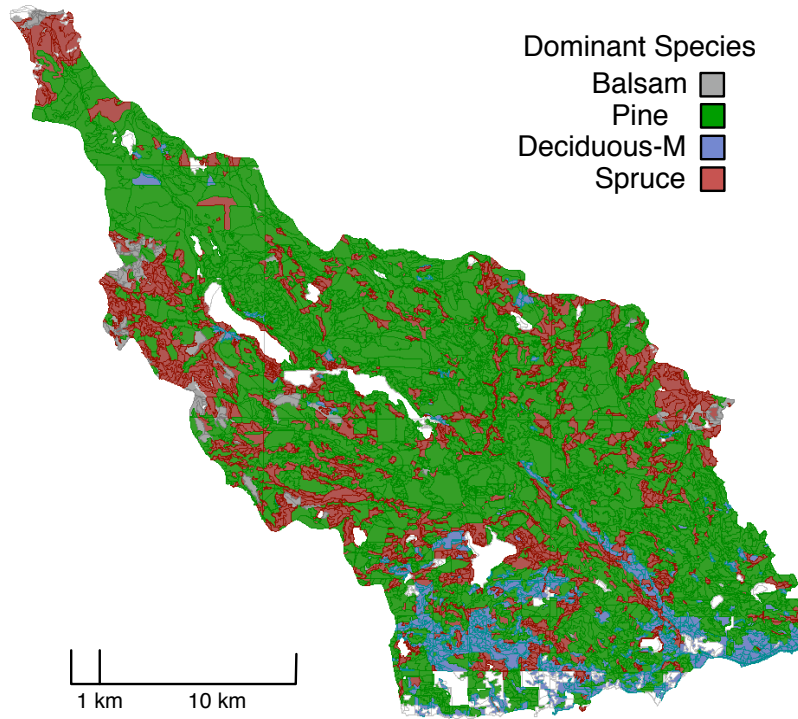 Dominant Species
Balsam
Pine
Deciduous-M
Spruce
1 km
10 km